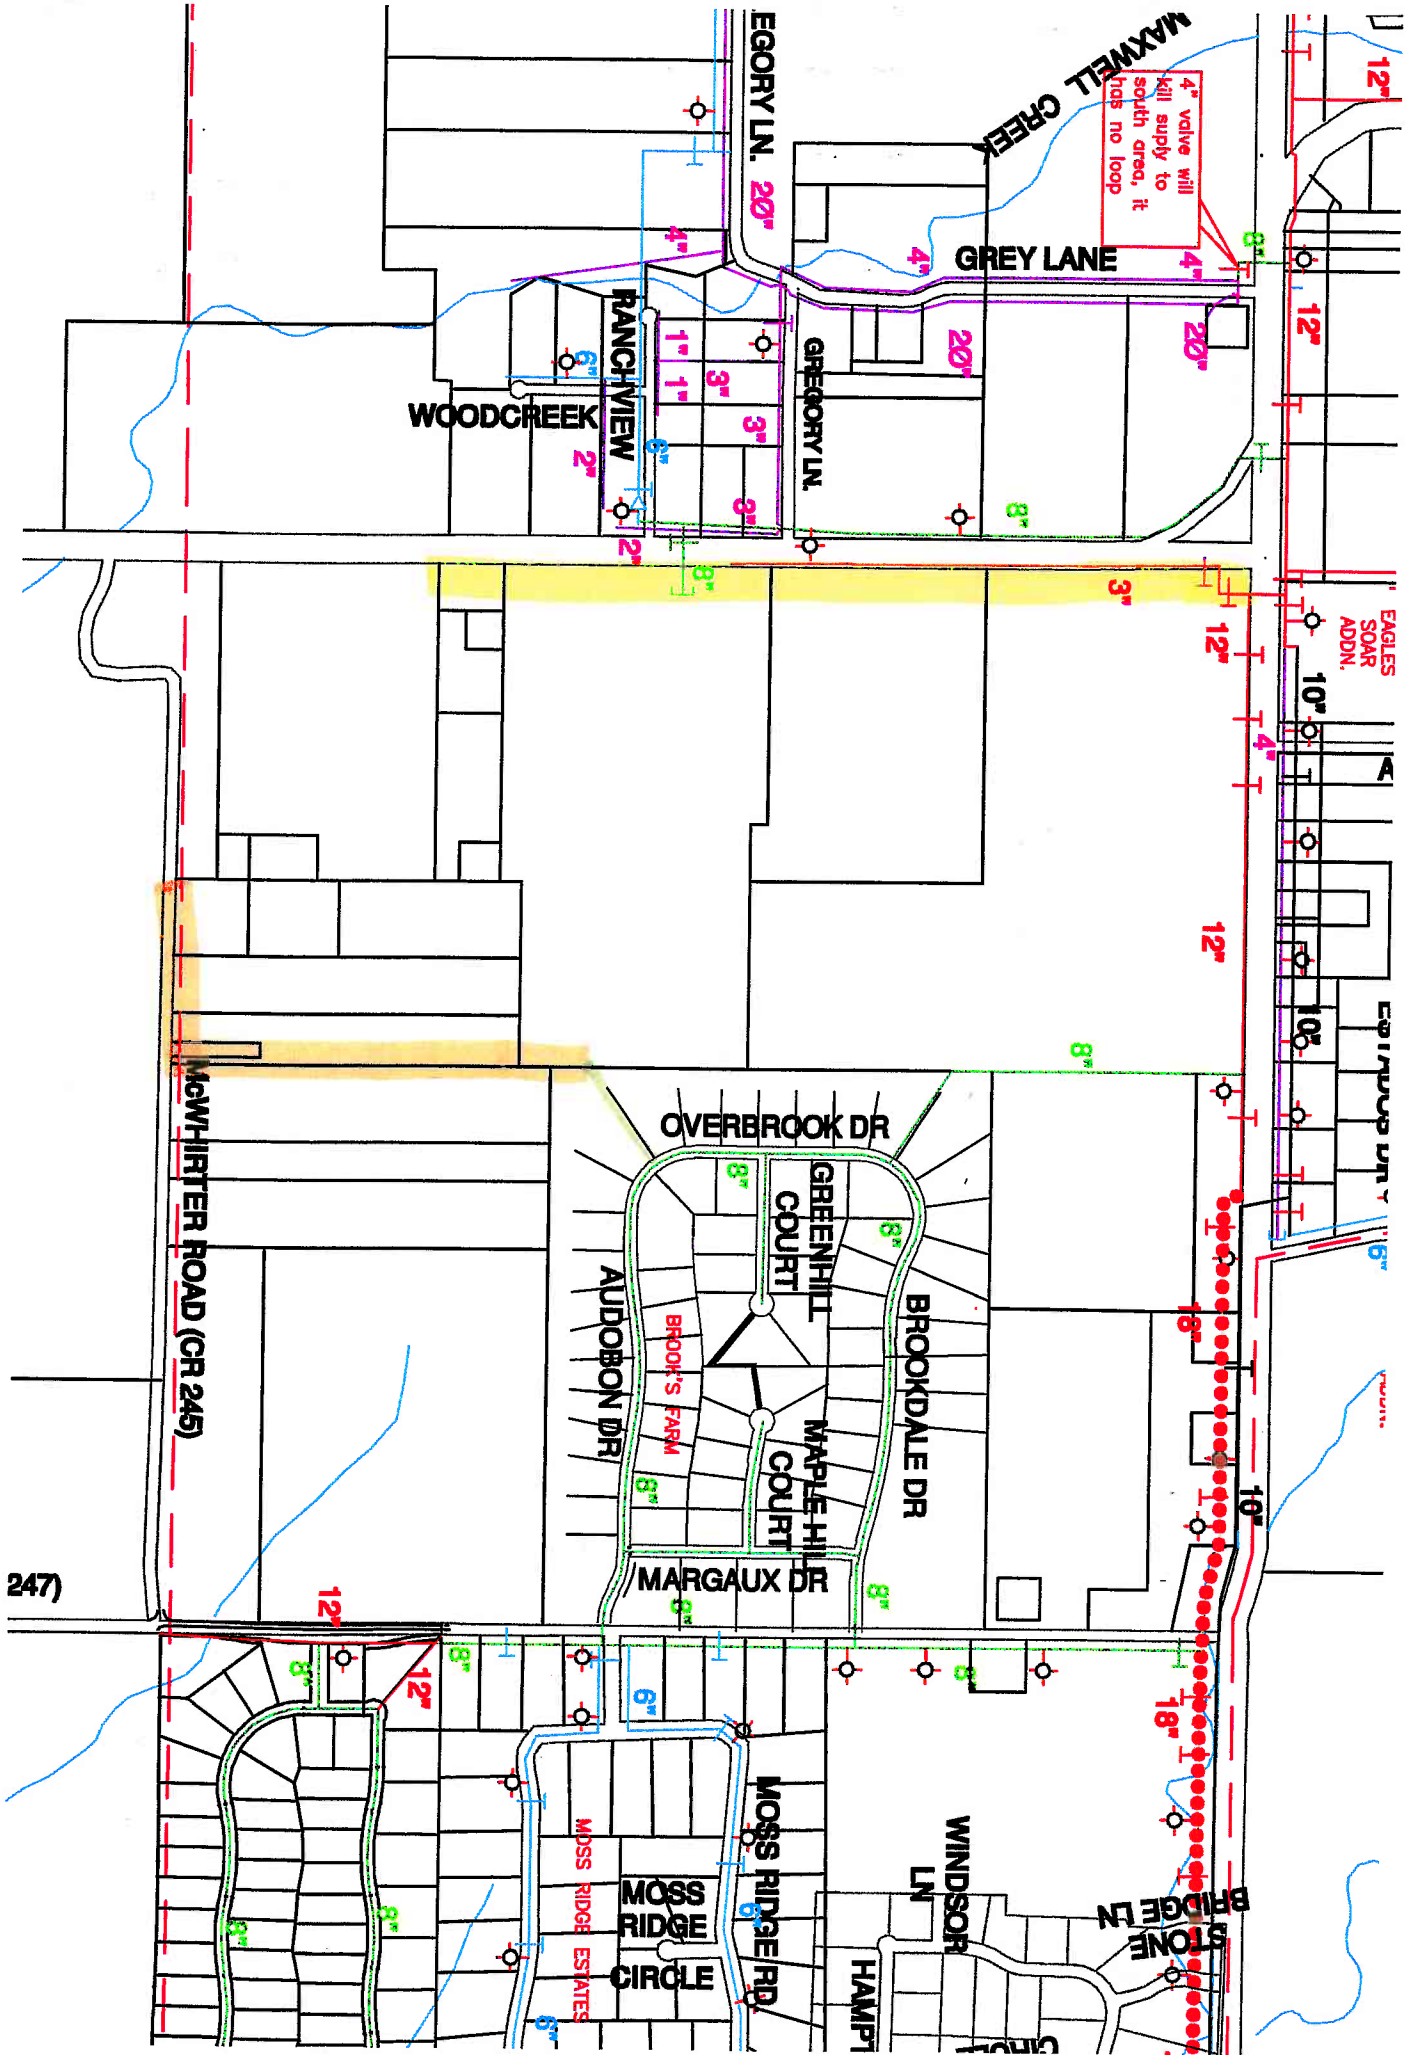 MAXWELL CREEK
12"
4" valve will
kill suply to
south area, it
has no loop
EGORY LN.
20"
4"
4"
GREY LANE
4"
8"
12"
20"
20"
RANCHVIEW
6"
1"
1"
3"
3"
3"
GREGORY LN.
WOODCREEK
2"
6"
8"
2"
8"
3"
12"
EAGLES
SOAR
ADDN.
10"
4"
A
12"
10"
8"
McWHIRTER ROAD (CR 245)
OVERBROOK DR
8"
GREENHILL
COURT
8"
BROOKDALE DR
AUDOBON DR
BROOK'S FARM
MAPLE HILL
COURT
8"
MARGAUX DR
8"
8"
18"
10"
6"
247)
12"
8"
12"
8"
8"
6"
18"
8"
8"
MOSS RIDGE ESTATES
MOSS
RIDGE
CIRCLE
MOSS RIDGE RD
6"
6"
WINDSOR
LN
STONE
BRIDGE LN
HAMPT